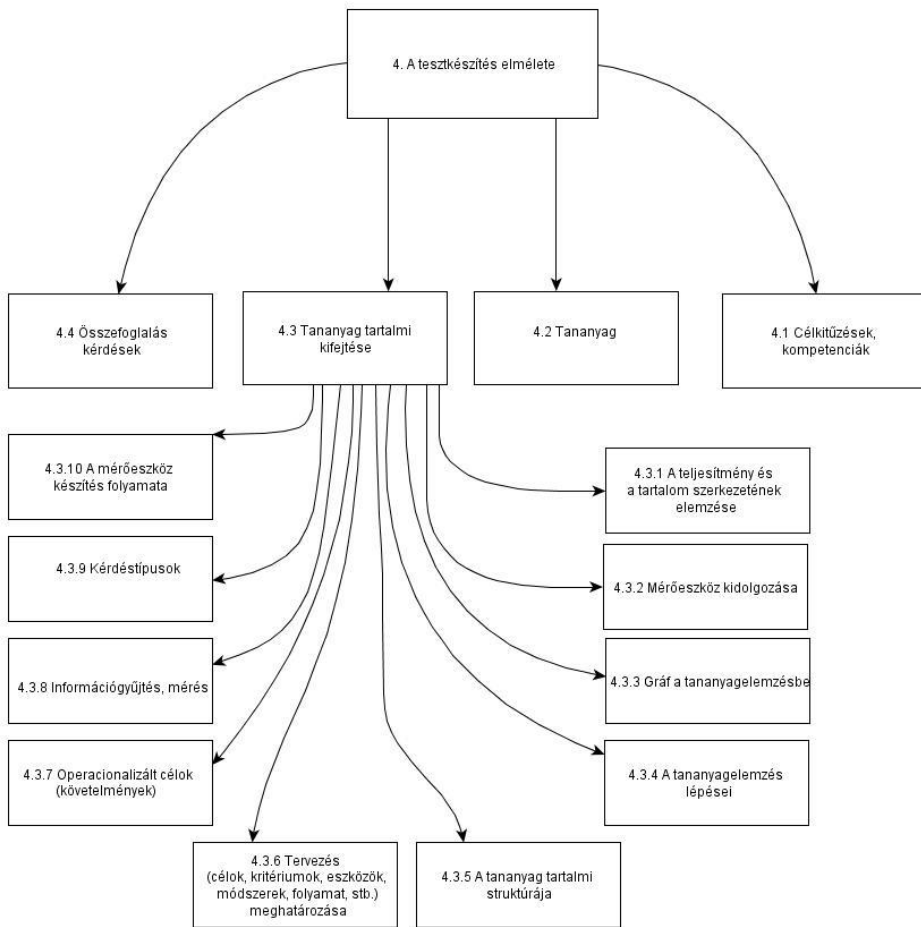 4. A tesztkészítés elmélete
4.4 Összefoglalás
kérdések
4.3 Tananyag tartalmi
kifejtése
4.2 Tananyag
4.1 Célkitűzések,
kompetenciák
4.3.10 A mérőeszköz
készítés folyamata
4.3.1 A teljesítmény és
a tartalom szerkezetének
elemzése
4.3.9 Kérdéstípusok
4.3.2 Mérőeszköz kidolgozása
4.3.8 Információgyűjtés, mérés
4.3.3 Gráf a tananyagelemzésbe
4.3.7 Operacionalizált célok
(követelmények)
4.3.4 A tananyagelemzés
lépései
4.3.6 Tervezés
(célok, kritériumok, eszközök,
módszerek, folyamat, stb.)
meghatározása
4.3.5 A tananyag tartalmi
struktúrája